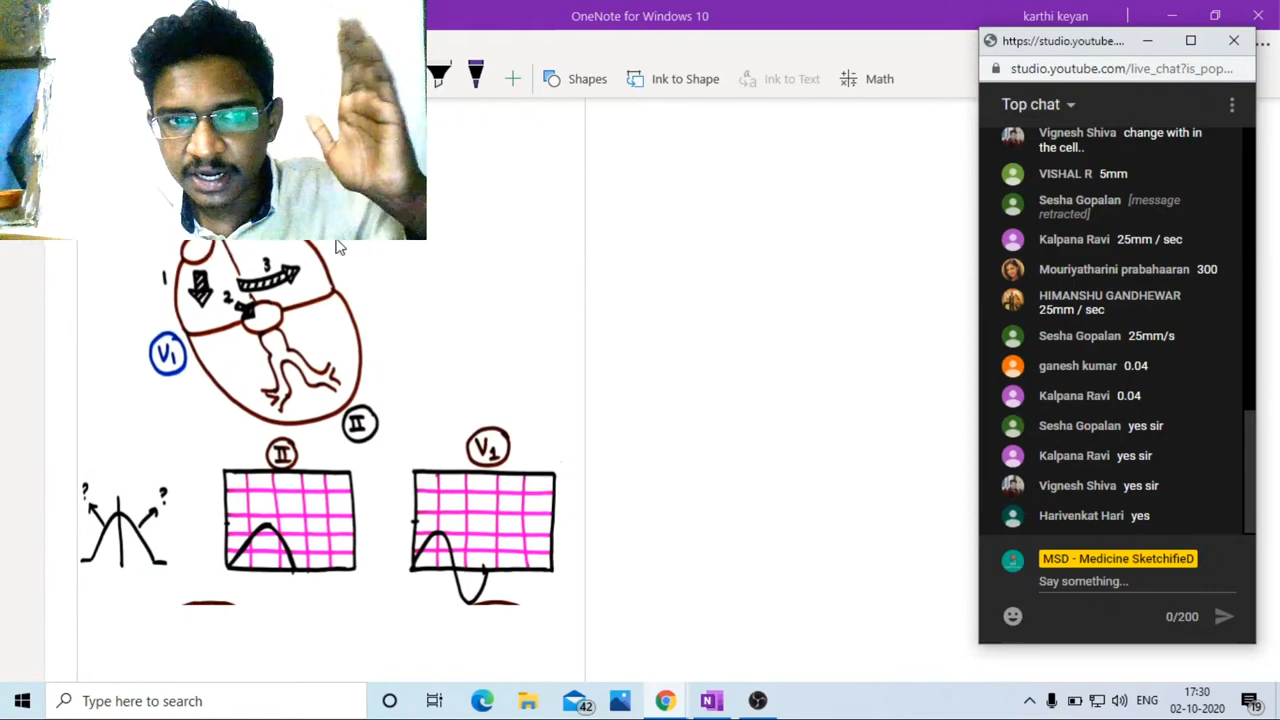 OneNote for Windows 10
karthi keyan
Shapes
Ink to Shape
Ink to Text
Math
https://studio.youtube....
studio.youtube.com/live_chat?is_pop...
Top chat
Vignesh Shiva change with in
the cell..
VISHAL R 5mm
Sesha Gopalan [message
retracted]
Kalpana Ravi 25mm / sec
Mouriyatharini prabahaaran 300
HIMANSHU GANDHEWAR
25mm / sec
Sesha Gopalan 25mm/s
ganesh kumar 0.04
Kalpana Ravi 0.04
Sesha Gopalan yes sir
Kalpana Ravi yes sir
Vignesh Shiva yes sir
Harivenkat Hari yes
MSD - Medicine SketchifieD
Say something...
0/200
1
2
3
V1
II
II
V1
? ?
Type here to search
42
ENG
17:30
02-10-2020
19